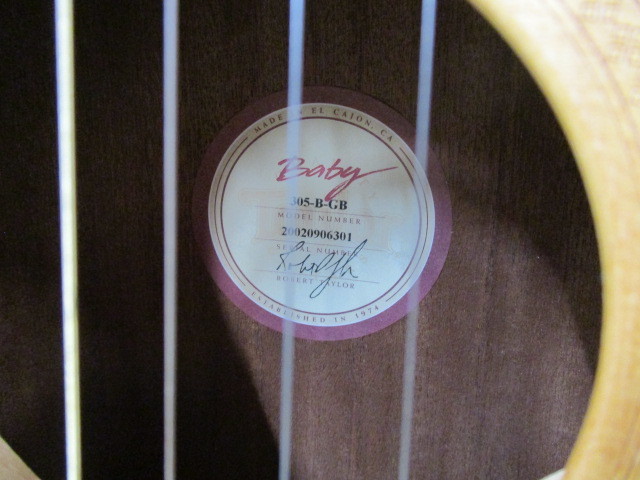 MADE IN EL CAJON, CA
Baby
305-B-GB
MODEL NUMBER
20020906301
SERIAL NUMBER
ROBERT TAYLOR
ESTABLISHED IN 1974